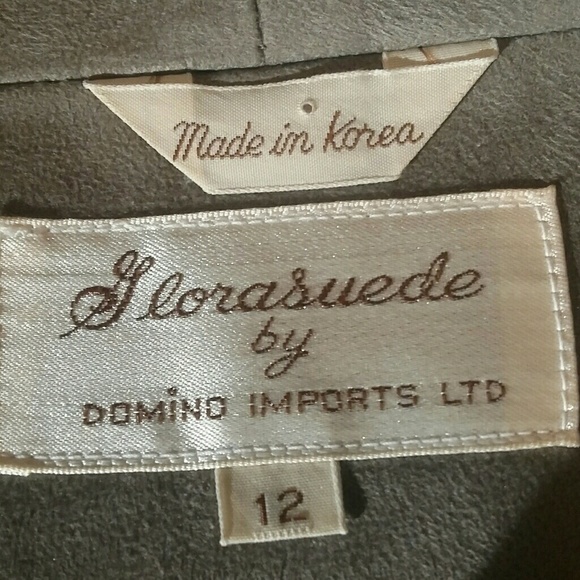 Made in Korea
Glorasuede
by
DOMINO IMPORTS LTD
12